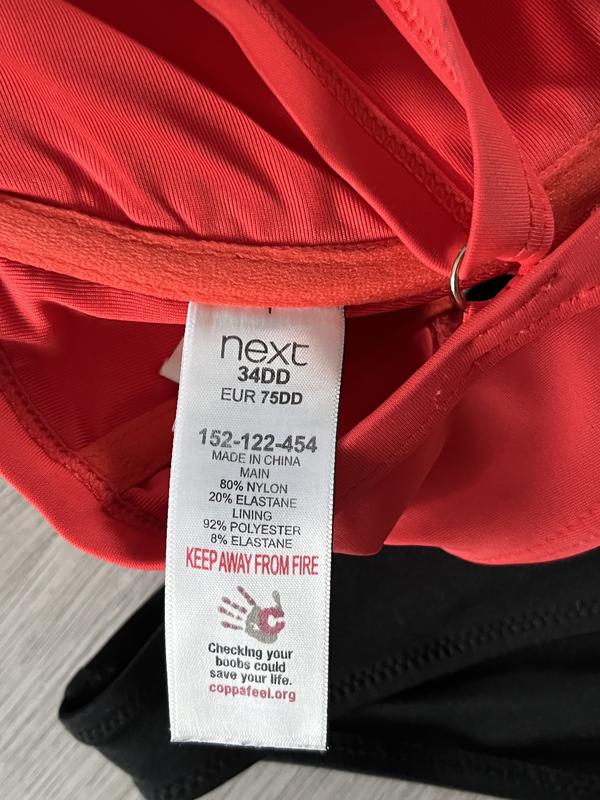 next
34DD
EUR 75DD
152-122-454
MADE IN CHINA
MAIN
80% NYLON
20% ELASTANE
LINING
92% POLYESTER
8% ELASTANE
KEEP AWAY FROM FIRE
Checking your
boobs could
save your life.
coppafeel.org